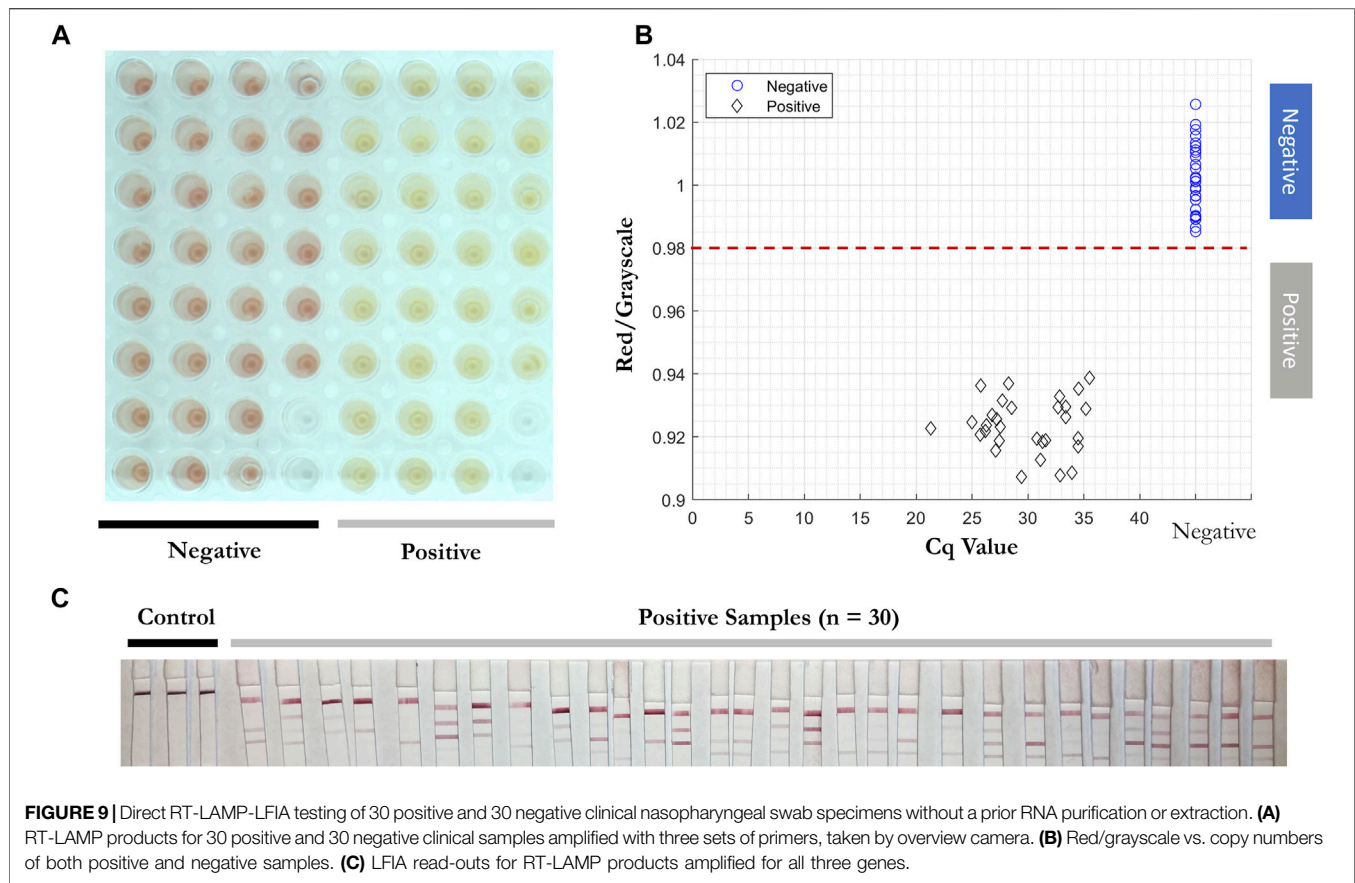 A
Negative
Positive
B
1.04
1.02
1
0.98
0.96
0.94
0.92
0.9
Red/Grayscale
Negative
Positive
0
5
10
15
20
25
30
35
40
Negative
Cq Value
Negative
Positive
C
Control
Positive Samples (n = 30)
FIGURE 9 | Direct RT-LAMP-LFIA testing of 30 positive and 30 negative clinical nasopharyngeal swab specimens without a prior RNA purification or extraction. (A)
RT-LAMP products for 30 positive and 30 negative clinical samples amplified with three sets of primers, taken by overview camera. (B) Red/grayscale vs. copy numbers
of both positive and negative samples. (C) LFIA read-outs for RT-LAMP products amplified for all three genes.